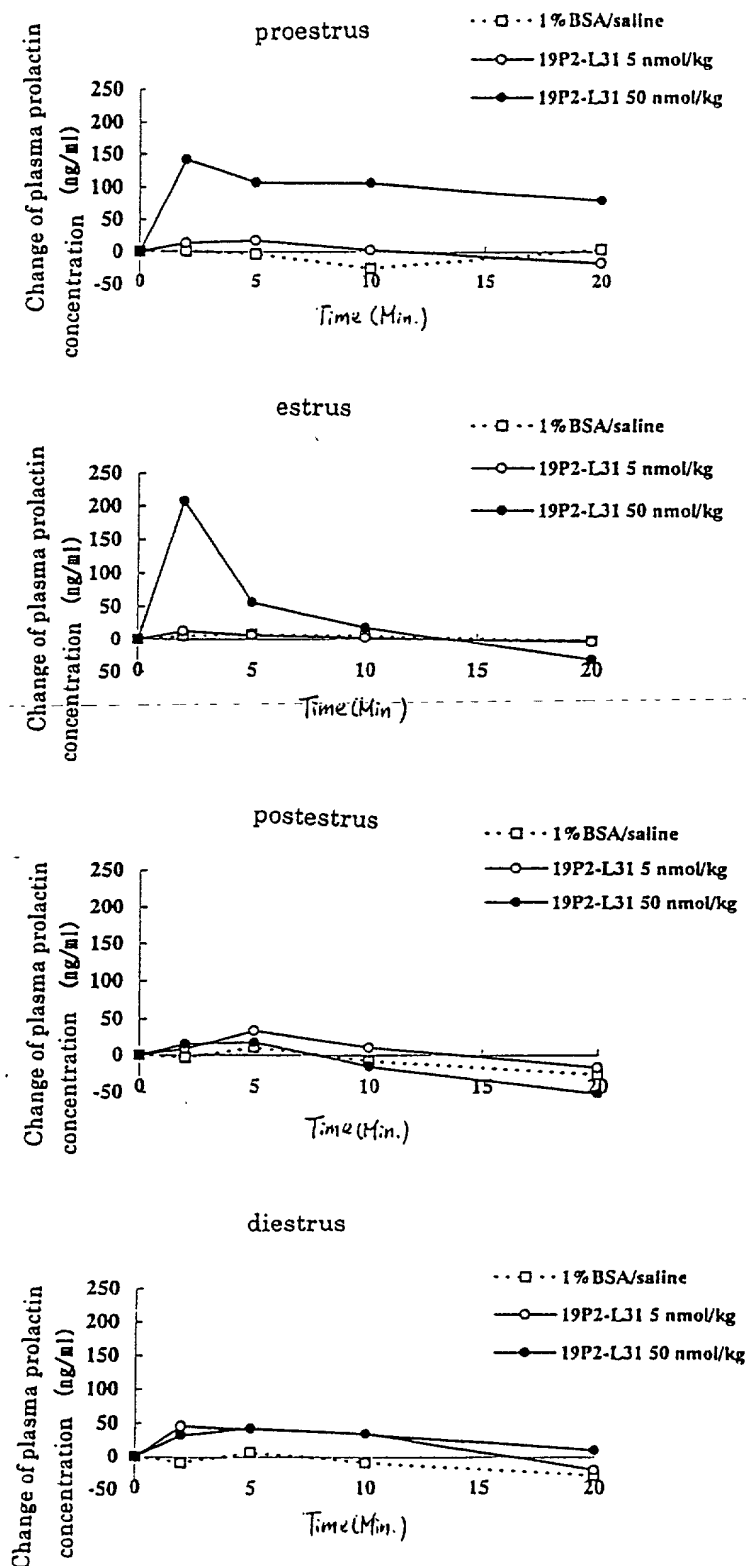 proestrus
1%BSA/saline
19P2-L31 5 nmol/kg
19P2-L31 50 nmol/kg
Change of plasma prolactin
concentration (ng/ml)
250
200
150
100
50
0
-50
0
5
10
15
20
Time (Min.)
estrus
1%BSA/saline
19P2-L31 5 nmol/kg
19P2-L31 50 nmol/kg
Change of plasma prolactin
concentration (ng/ml)
250
200
150
100
50
0
50
0
5
10
15
20
Time (Min)
postestrus
1%BSA/saline
19P2-L31 5 nmol/kg
19P2-L31 50 nmol/kg
Change of plasma prolactin
concentration (ng/ml)
250
200
150
100
50
0
-50
0
5
10
15
20
Time (Min.)
diestrus
1%BSA/saline
19P2-L31 5 nmol/kg
19P2-L31 50 nmol/kg
Change of plasma prolactin
concentration (ng/ml)
250
200
150
100
50
0
-50
0
5
10
15
20
Time (Min.)